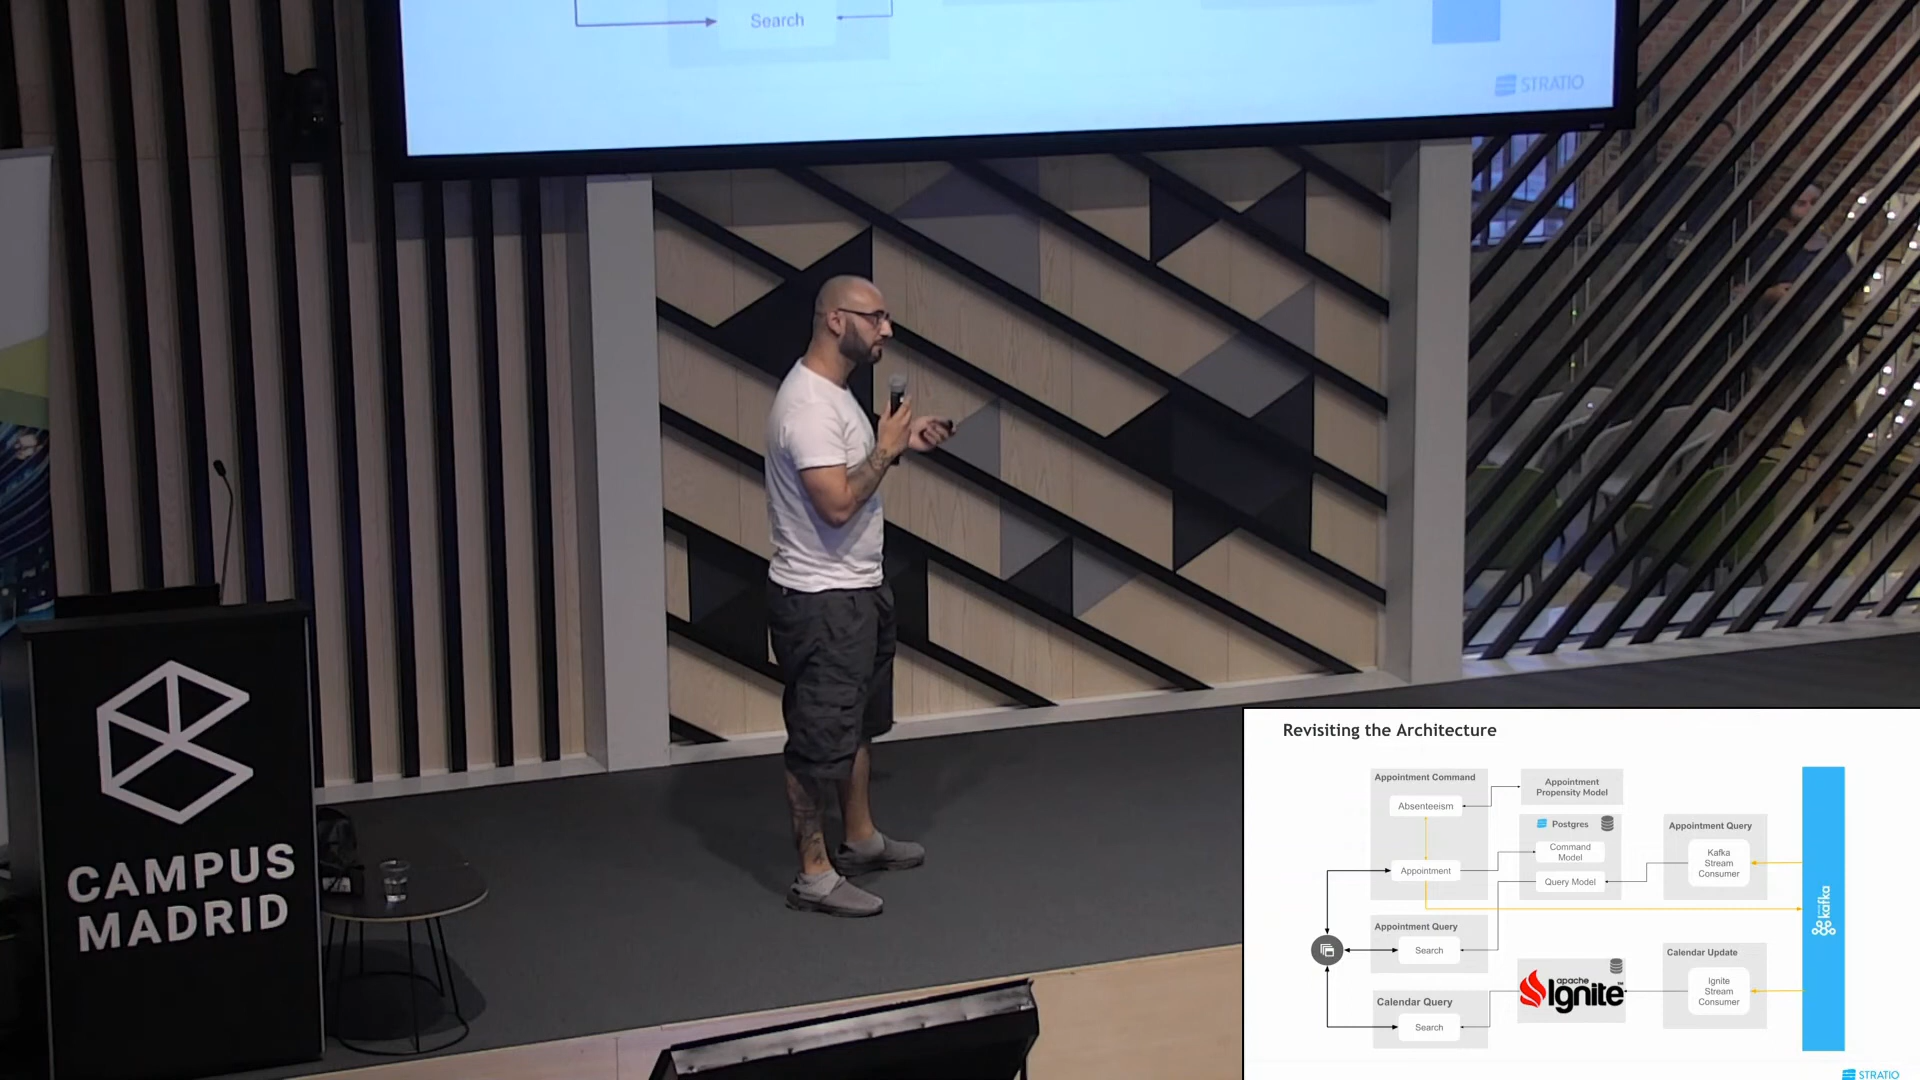 Search
STRATIO
CAMPUS
MADRID
Revisiting the Architecture
Appointment Command
Absenteeism
Appointment
Appointment
Propensity Model
Postgres
Command
Model
Query Model
Appointment Query
Kafka
Stream
Consumer
kafka
Appointment Query
Search
Calendar Query
Search
apache
Ignite
Calendar Update
Ignite
Stream
Consumer
STRATIO